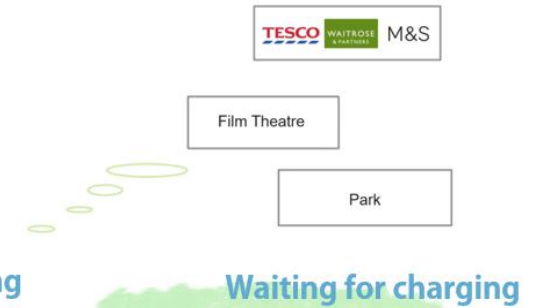 TESCO WAITROSE & PARTNERS M&S
Film Theatre
Park
Waiting for charging